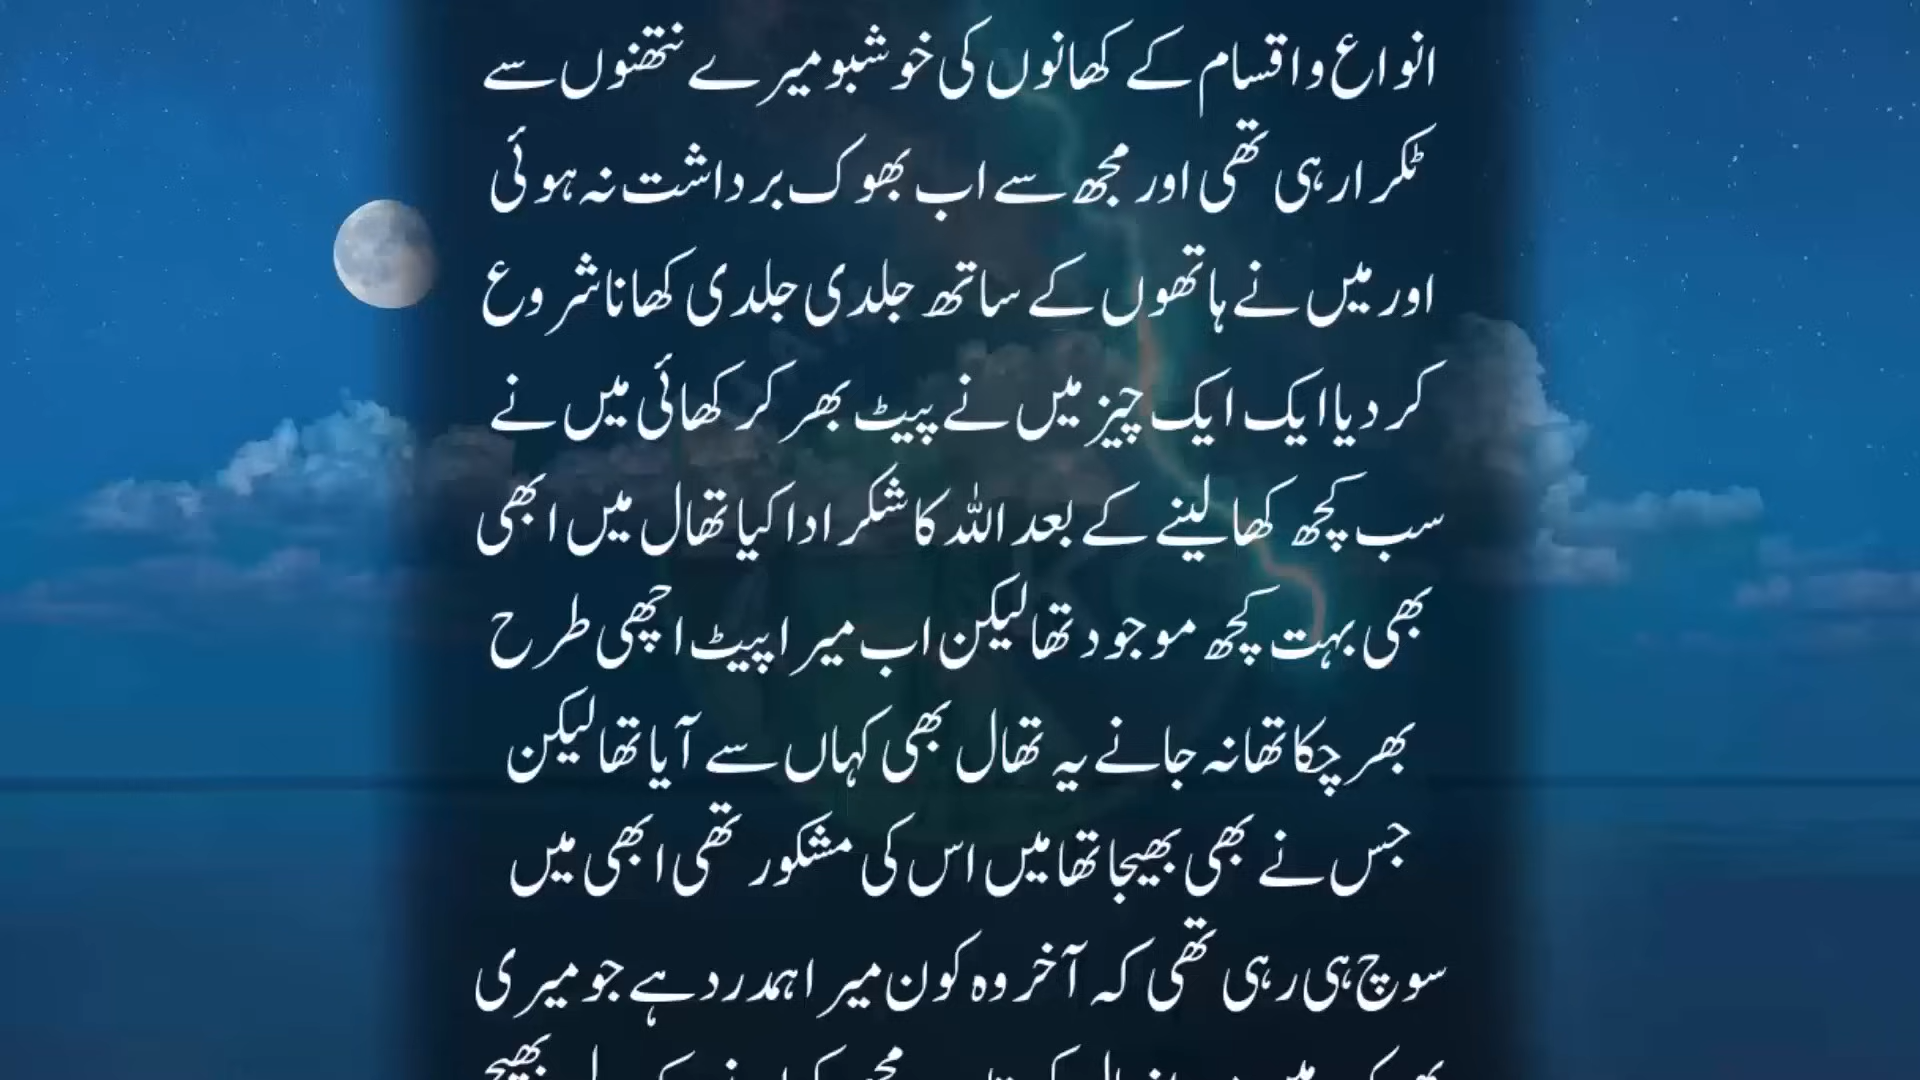 انواع و اقسام کے کھانوں کی خوشبو میرے نتھنوں سے
ٹکرا رہی تھی اور مجھ سے اب بھوک برداشت نہ ہوئی
اور میں نے ہاتھوں کے ساتھ جلدی جلدی کھانا شروع
کر دیا ایک ایک چیز میں نے پیٹ بھر کر کھائی میں نے
سب کچھ کھا لینے کے بعد اللہ کا شکر ادا کیا تھال میں ابھی
بھی بہت کچھ موجود تھا لیکن اب میرا پیٹ اچھی طرح
بھر چکا تھا نہ جانے یہ تھال بھی کہاں سے آیا تھا لیکن
جس نے بھی بھیجا تھا میں اس کی مشکور تھی ابھی میں
سوچ ہی رہی تھی کہ آخر وہ کون میرا ہمدرد ہے جو میری